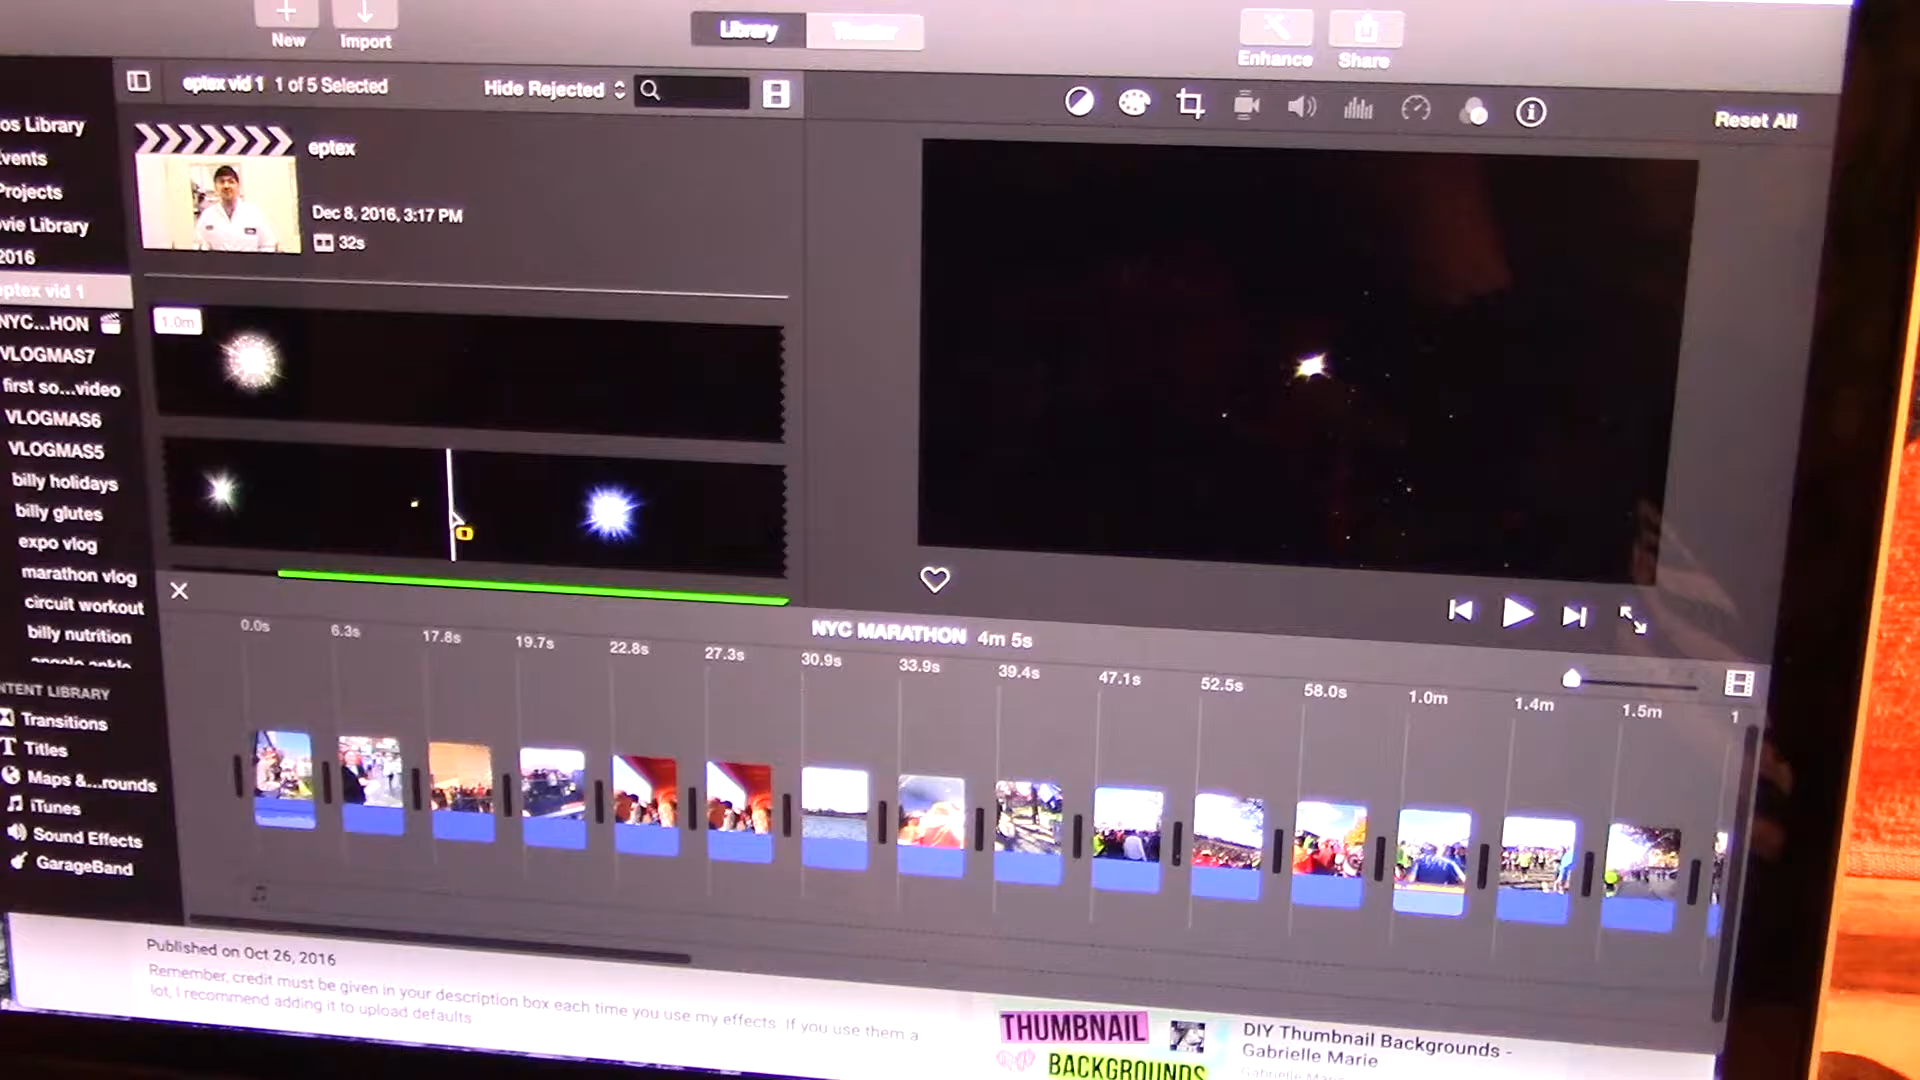 New
Import
Library
Theater
Enhance
Share
eptex vid 1 1 of 5 Selected
Hide Rejected
Reset All
os Library
vents
Projects
vie Library
2016
eptex vid 1
NYC...HON
VLOGMAS7
first so...video
VLOGMAS6
VLOGMAS5
billy holidays
billy glutes
expo vlog
marathon vlog
circuit workout
billy nutrition
NTENT LIBRARY
Transitions
T Titles
Maps &...rounds
iTunes
Sound Effects
GarageBand
eptex
Dec 8, 2016, 3:17 PM
32s
1.0m
NYC MARATHON 4m 5s
0.0s
6.3s
17.8s
19.7s
22.8s
27.3s
30.9s
33.9s
39.4s
47.1s
52.5s
58.0s
1.0m
1.4m
1.5m
1
Published on Oct 26, 2016
Remember, credit must be given in your description box each time you use my effects. If you use them a
lot, I recommend adding it to upload defaults
THUMBNAIL
BACKGROUNDS
DIY Thumbnail Backgrounds -
Gabrielle Marie